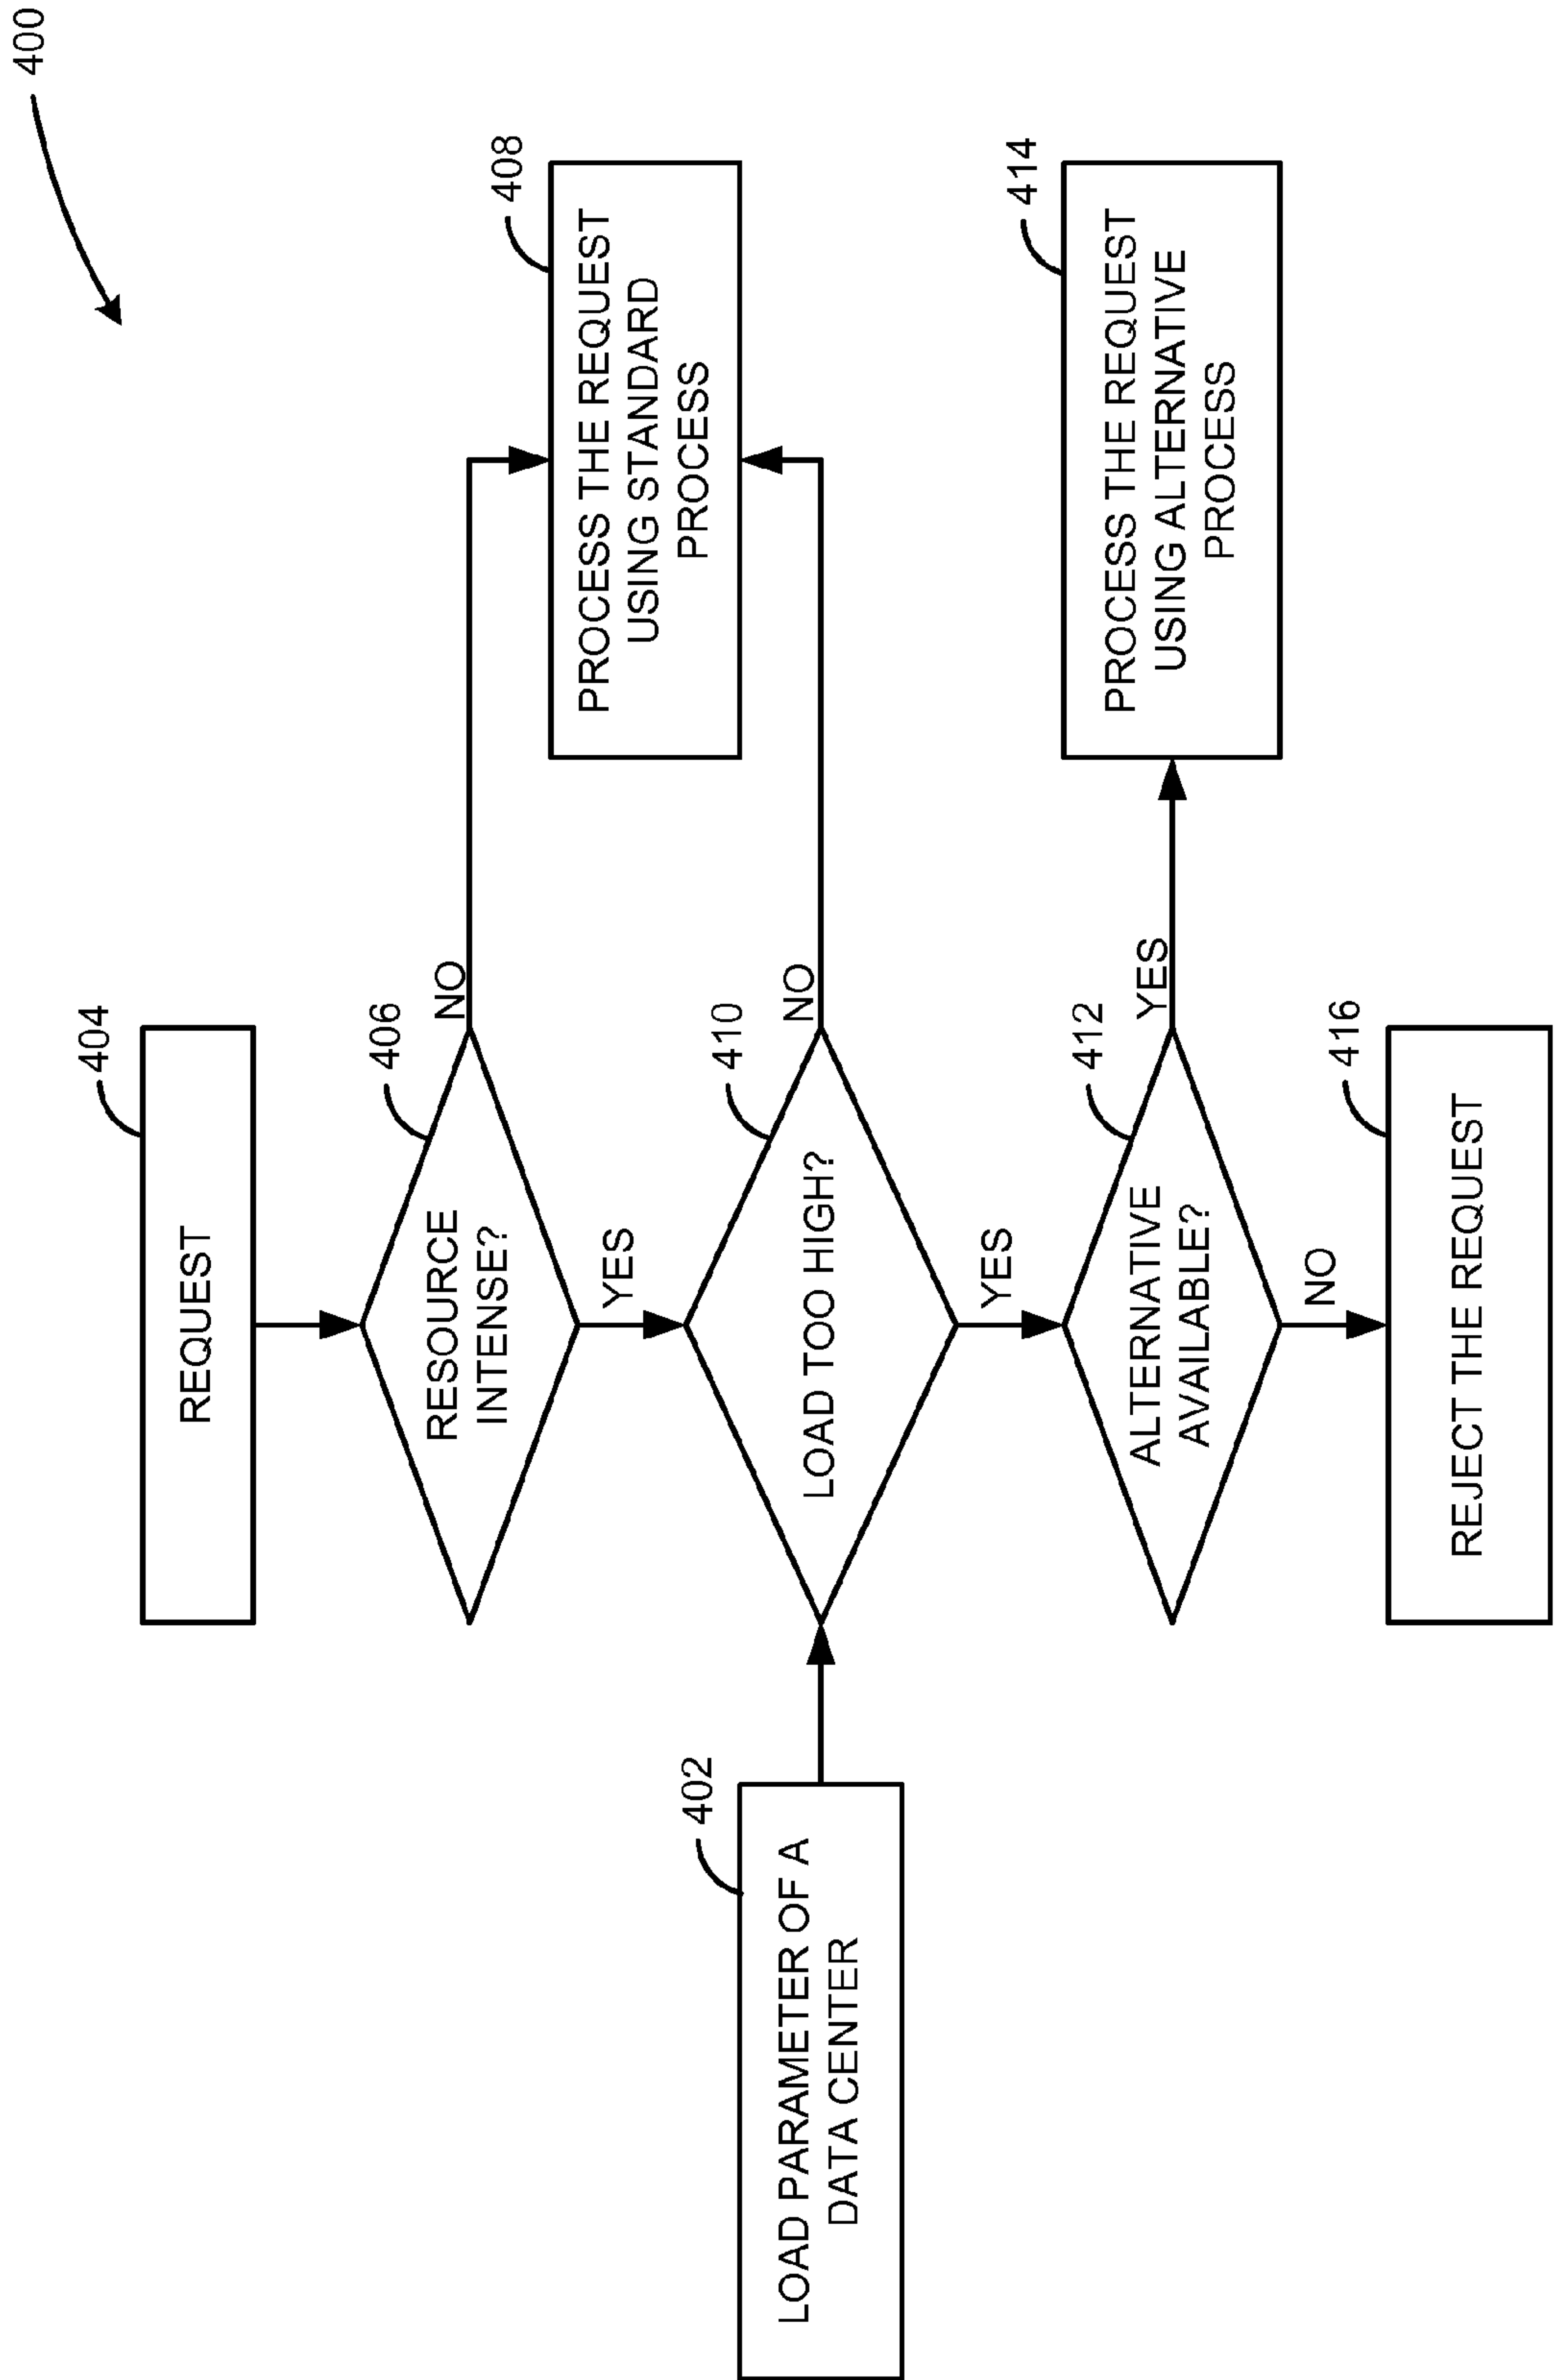 400
404
REQUEST
406
RESOURCE
INTENSE?
NO
YES
408
PROCESS THE REQUEST
USING STANDARD
PROCESS
402
LOAD PARAMETER OF A
DATA CENTER
410
LOAD TOO HIGH?
NO
YES
412
ALTERNATIVE
AVAILABLE?
YES
NO
414
PROCESS THE REQUEST
USING ALTERNATIVE
PROCESS
416
REJECT THE REQUEST